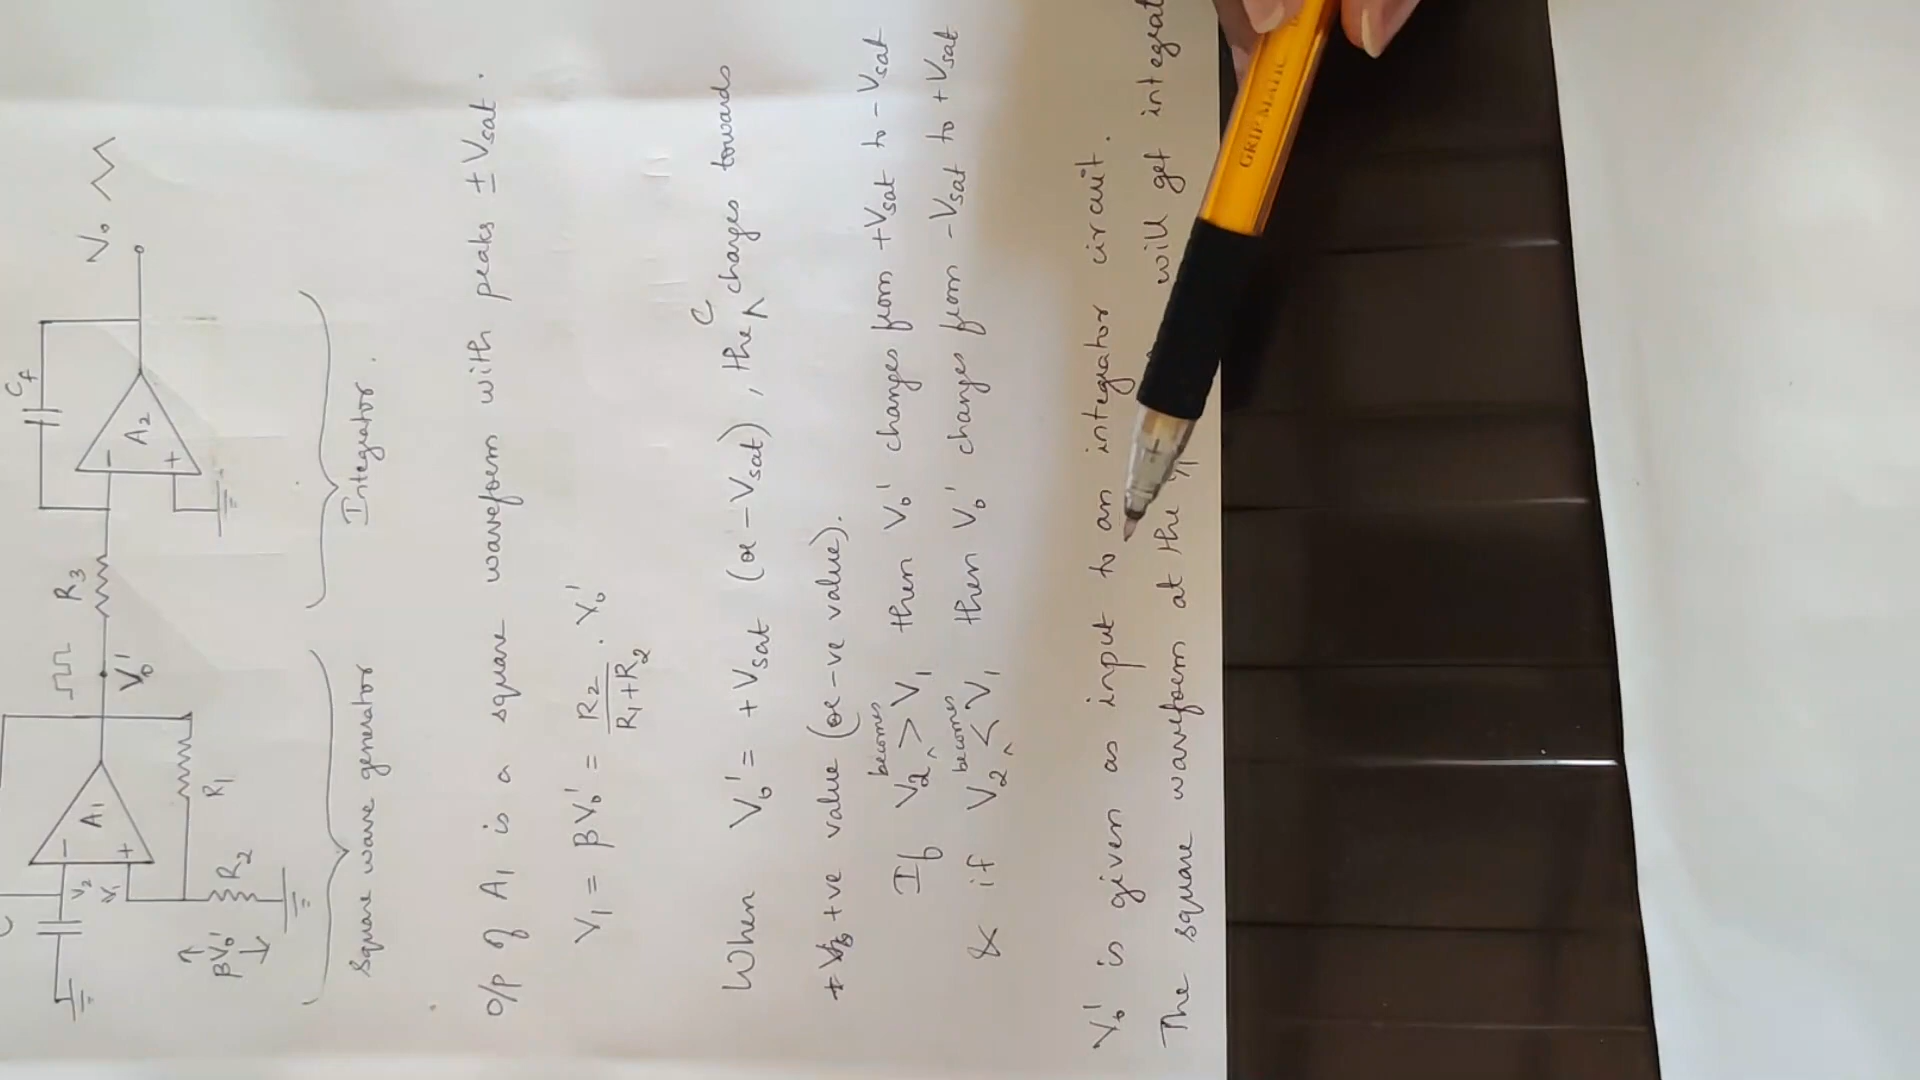 C
V₂
V₁
βV₀'
R₂
A₁
R₁
V₀'
R₃
C_f
A₂
V₀
Square wave generator
Integrator.
O/p of A₁ is a square waveform with peaks ± Vsat.
V₁ = βV₀' = R₂/(R₁+R₂) . V₀'
When V₀' = + Vsat (or - Vsat), the C charges towards
+ve value (or -ve value).
If V₂ becomes > V₁ then V₀' changes from +Vsat to - Vsat
& if V₂ becomes < V₁ then V₀' changes from - Vsat to + Vsat
V₀' is given as input to an integrator circuit.
The square waveform at the will get integrat
GRIPMATIC